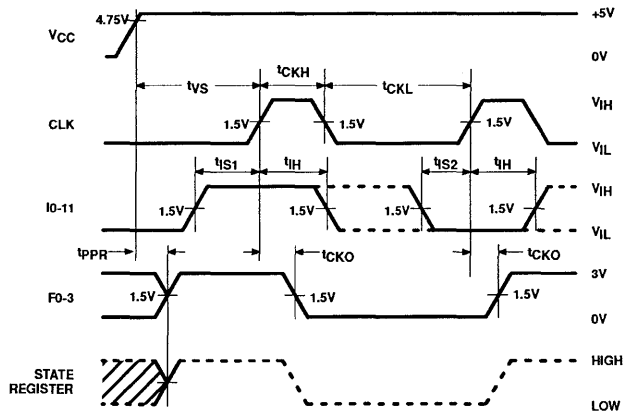 4.75V
+5V
VCC
0V
tVS
tCKH
tCKL
VIH
CLK
1.5V
1.5V
1.5V
VIL
tIS1
tIH
tIS2
tIH
VIH
I0-11
1.5V
1.5V
1.5V
1.5V
VIL
tPPR
tCKO
tCKO
3V
F0-3
1.5V
1.5V
1.5V
0V
STATE
REGISTER
HIGH
LOW